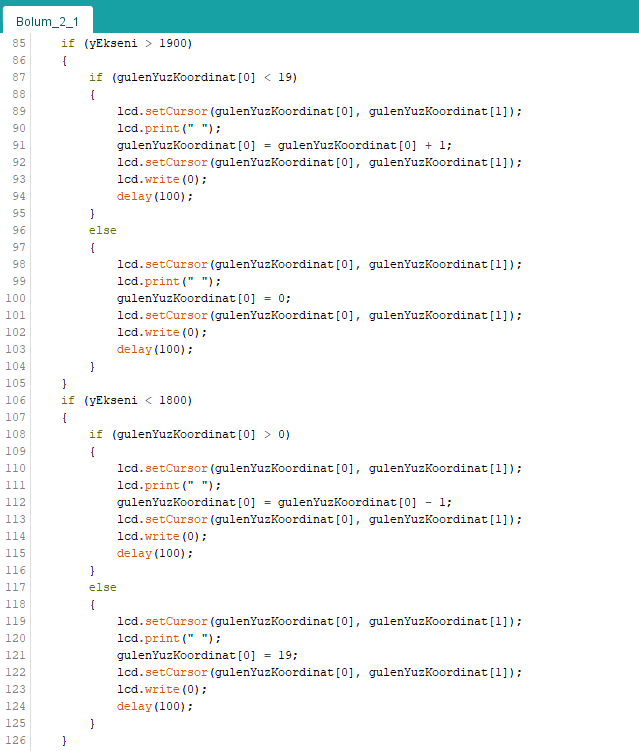 Bolum_2_1
85 if (yEkseni > 1900)
86 {
87 if (gulenYuzKoordinat[0] < 19)
88 {
89 lcd.setCursor(gulenYuzKoordinat[0], gulenYuzKoordinat[1]);
90 lcd.print(" ");
91 gulenYuzKoordinat[0] = gulenYuzKoordinat[0] + 1;
92 lcd.setCursor(gulenYuzKoordinat[0], gulenYuzKoordinat[1]);
93 lcd.write(0);
94 delay(100);
95 }
96 else
97 {
98 lcd.setCursor(gulenYuzKoordinat[0], gulenYuzKoordinat[1]);
99 lcd.print(" ");
100 gulenYuzKoordinat[0] = 0;
101 lcd.setCursor(gulenYuzKoordinat[0], gulenYuzKoordinat[1]);
102 lcd.write(0);
103 delay(100);
104 }
105 }
106 if (yEkseni < 1800)
107 {
108 if (gulenYuzKoordinat[0] > 0)
109 {
110 lcd.setCursor(gulenYuzKoordinat[0], gulenYuzKoordinat[1]);
111 lcd.print(" ");
112 gulenYuzKoordinat[0] = gulenYuzKoordinat[0] - 1;
113 lcd.setCursor(gulenYuzKoordinat[0], gulenYuzKoordinat[1]);
114 lcd.write(0);
115 delay(100);
116 }
117 else
118 {
119 lcd.setCursor(gulenYuzKoordinat[0], gulenYuzKoordinat[1]);
120 lcd.print(" ");
121 gulenYuzKoordinat[0] = 19;
122 lcd.setCursor(gulenYuzKoordinat[0], gulenYuzKoordinat[1]);
123 lcd.write(0);
124 delay(100);
125 }
126 }